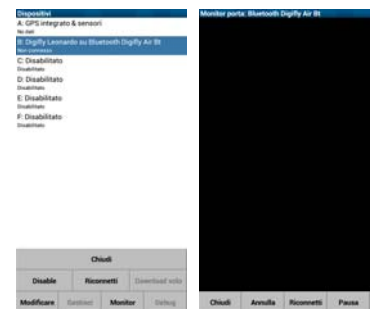 Dispositivi
A: GPS integrato & sensori
No dati
B: Digifly Leonardo su Bluetooth Digifly Air Bt
Non connesso
C: Disabilitato
Disabilitato
D: Disabilitato
Disabilitato
E: Disabilitato
Disabilitato
F: Disabilitato
Disabilitato
Chiudi
Disable Riconnetti Download volo
Modificare Monitor Debug
Monitor porta: Bluetooth Digifly Air Bt
Chiudi Annulla Riconnetti Pausa